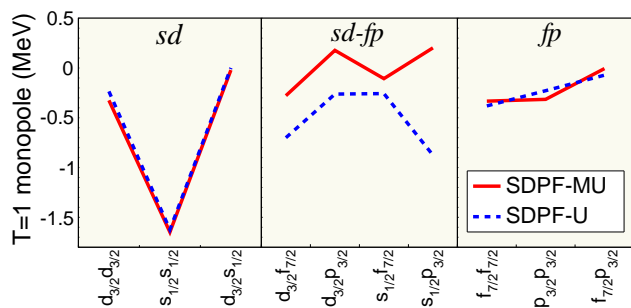 T=1 monopole (MeV)
0.5
0
-0.5
-1
-1.5
sd
sd-fp
fp
SDPF-MU
SDPF-U
d3/2d3/2
s1/2s1/2
d3/2s1/2
d3/2f7/2
d3/2p3/2
s1/2f7/2
s1/2p3/2
f7/2f7/2
p3/2p3/2
f7/2p3/2